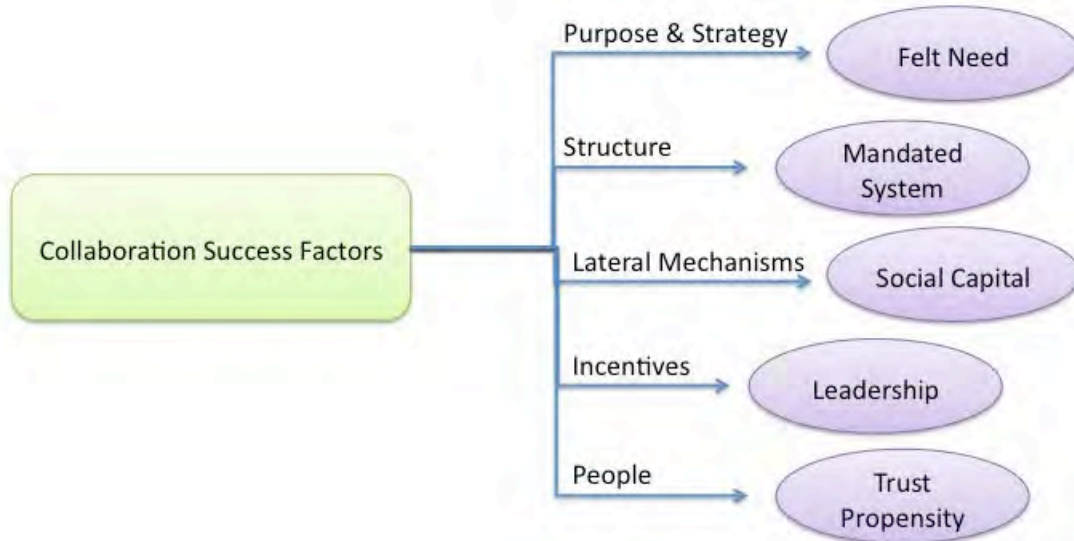 Purpose & Strategy
Felt Need
Structure
Mandated
System
Collaboration Success Factors
Lateral Mechanisms
Social Capital
Incentives
Leadership
People
Trust
Propensity